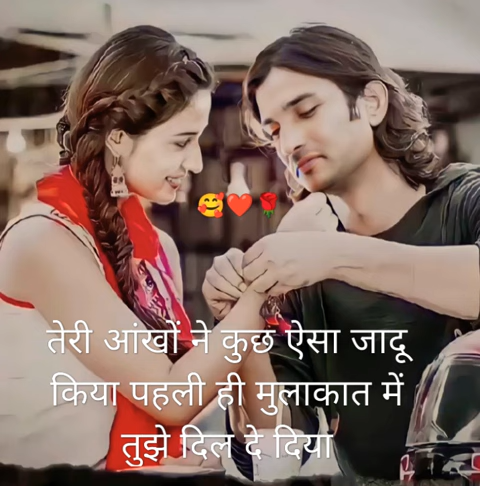 तेरी आंखों ने कुछ ऐसा जादू
किया पहली ही मुलाकात में
तुझे दिल दे दिया